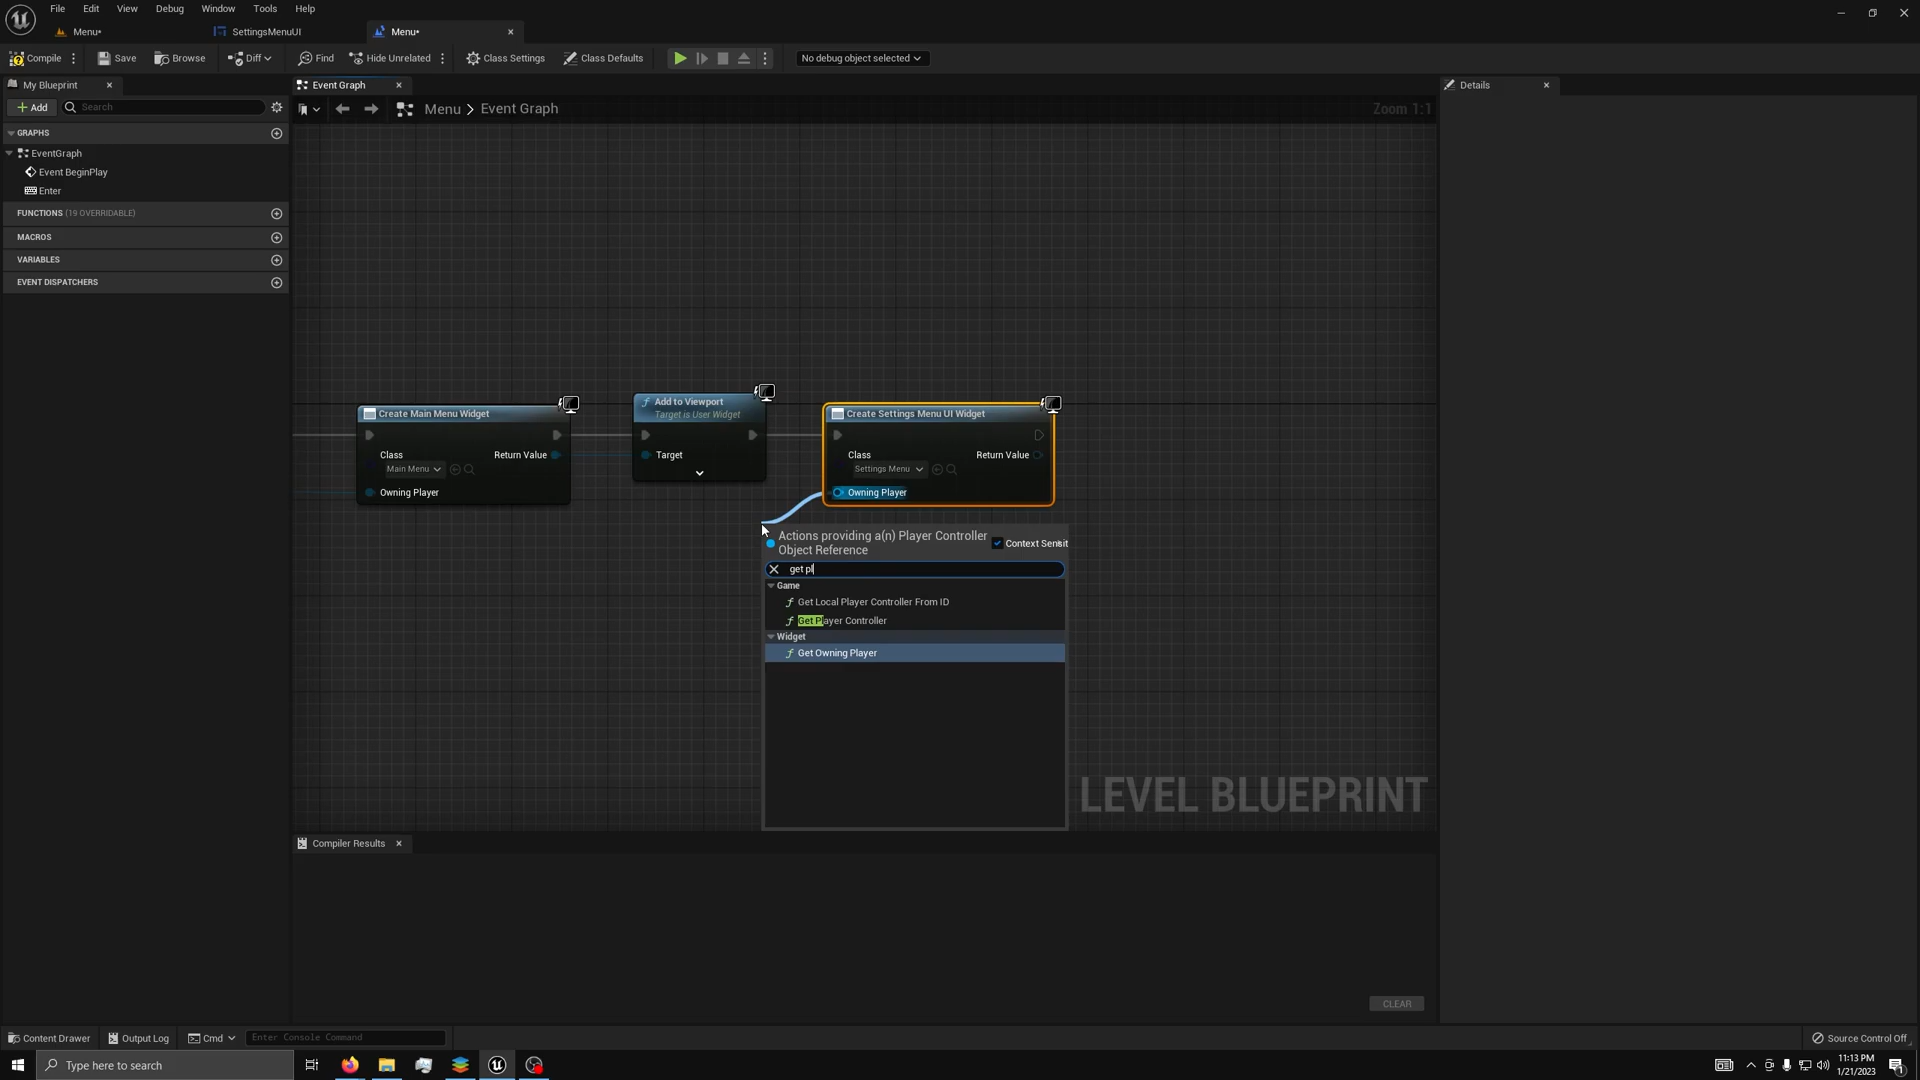 File Edit View Debug Window Tools Help
Menu• SettingsMenuUI Menu•
Compile Save Browse Diff Find Hide Unrelated Class Settings Class Defaults No debug object selected
My Blueprint Event Graph Details
Add Search Menu > Event Graph Zoom 1:1
GRAPHS
EventGraph
Event BeginPlay
Enter
FUNCTIONS (19 OVERRIDABLE)
MACROS
VARIABLES
EVENT DISPATCHERS
Create Main Menu Widget
Class
Main Menu
Return Value
Owning Player
Add to Viewport
Target is User Widget
Target
Create Settings Menu UI Widget
Class
Settings Menu
Return Value
Owning Player
Actions providing a(n) Player Controller
Object Reference
Context Sensit
get pl
Game
Get Local Player Controller From ID
Get Player Controller
Widget
Get Owning Player
LEVEL BLUEPRINT
Compiler Results
CLEAR
Content Drawer Output Log Cmd Enter Console Command Source Control Off
Type here to search
11:13 PM
1/21/2023